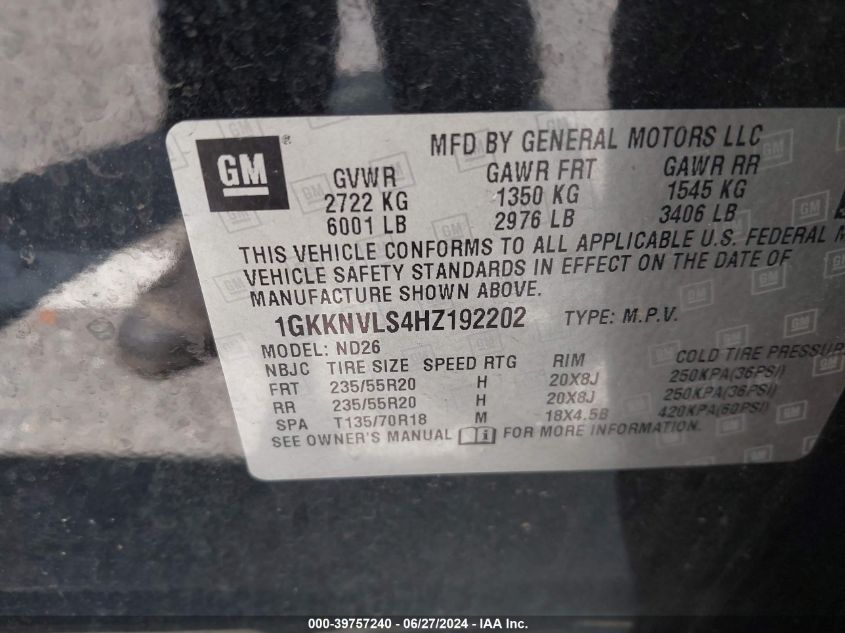 GM ®
MFD BY GENERAL MOTORS LLC
GVWR GAWR FRT GAWR RR
2722 KG 1350 KG 1545 KG
6001 LB 2976 LB 3406 LB
THIS VEHICLE CONFORMS TO ALL APPLICABLE U.S. FEDERAL
VEHICLE SAFETY STANDARDS IN EFFECT ON THE DATE OF
MANUFACTURE SHOWN ABOVE.
1GKKNVLS4HZ192202 TYPE: M.P.V.
MODEL: ND26
NBJC TIRE SIZE SPEED RTG RIM COLD TIRE PRESSUR
FRT 235/55R20 H 20X8J 250KPA(36PSI)
RR 235/55R20 H 20X8J 250KPA(36PSI)
SPA T135/70R18 M 18X4.5B 420KPA(60PSI)
SEE OWNER'S MANUAL FOR MORE INFORMATION.
000-39757240 - 06/27/2024 - IAA Inc.